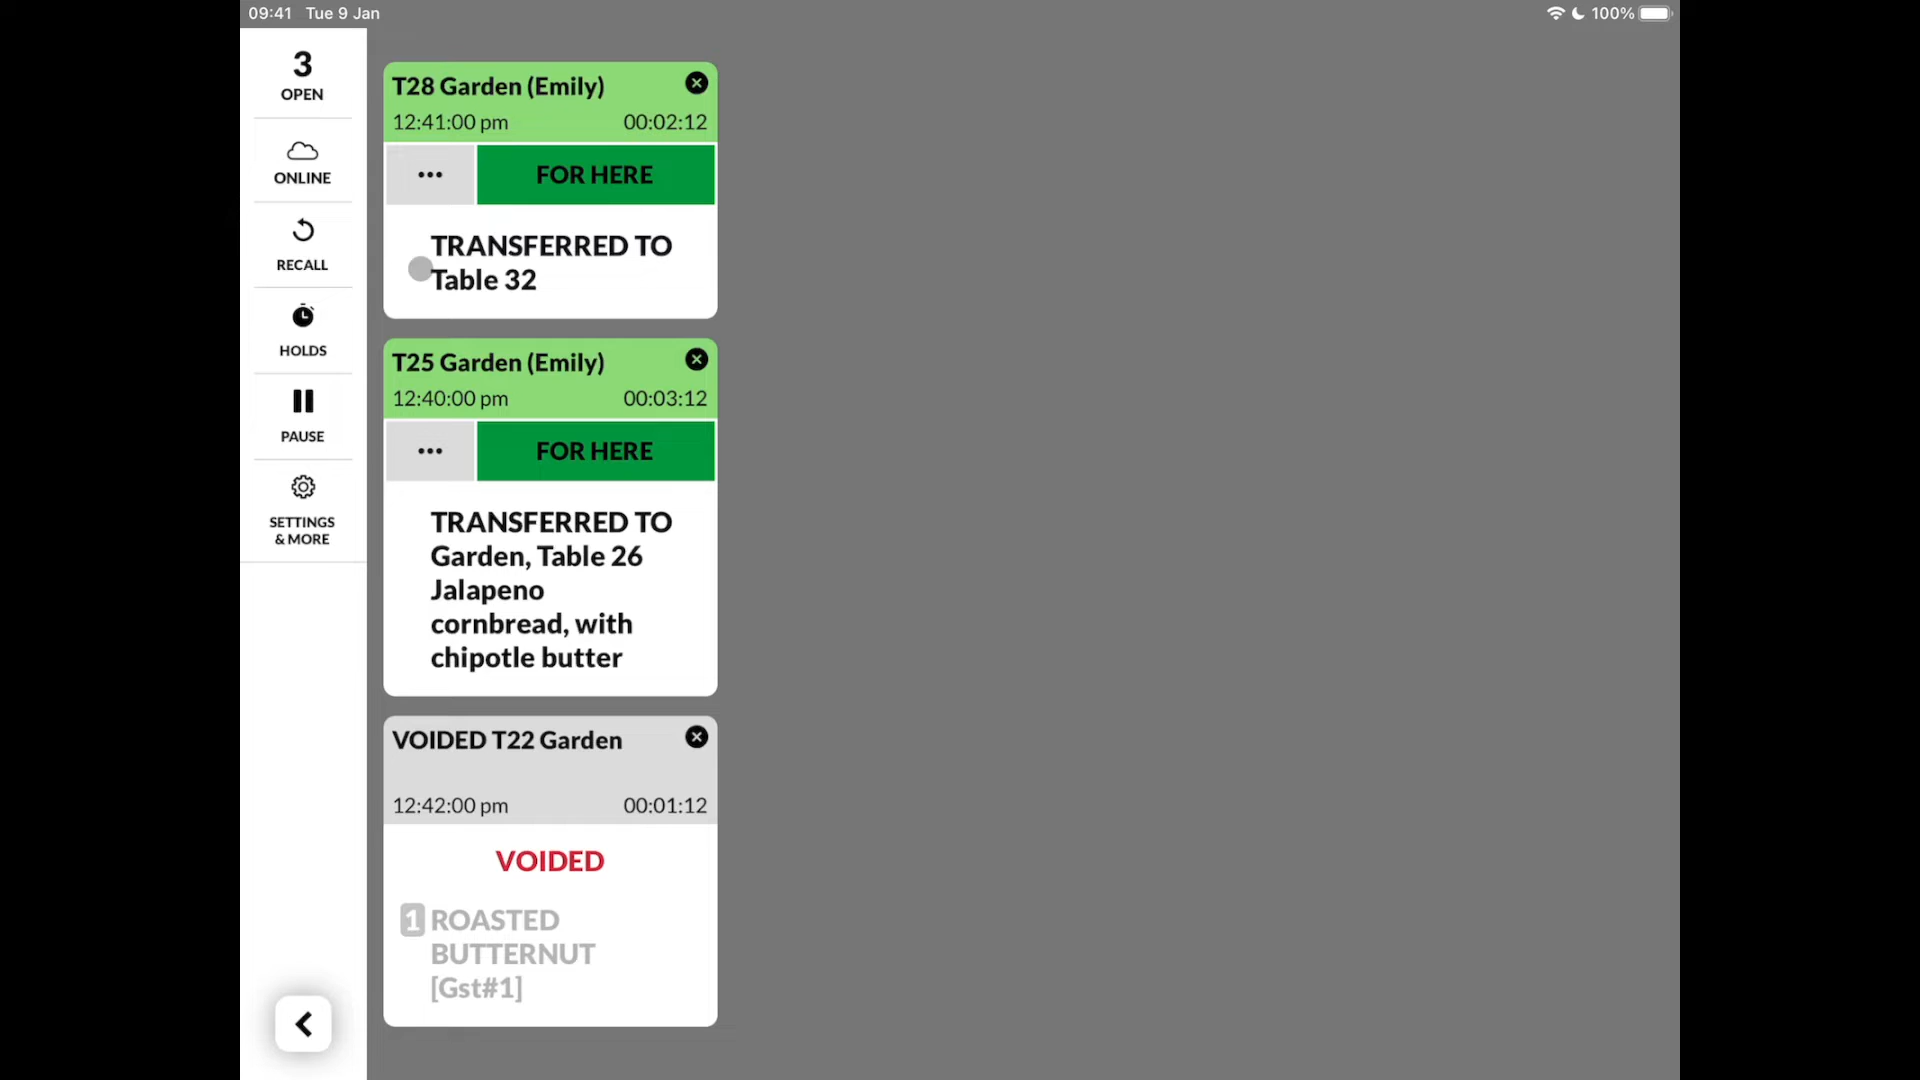 09:41 Tue 9 Jan
100%
3
OPEN
ONLINE
RECALL
HOLDS
PAUSE
SETTINGS
& MORE
T28 Garden (Emily)
12:41:00 pm 00:02:12
••• FOR HERE
TRANSFERRED TO
Table 32
T25 Garden (Emily)
12:40:00 pm 00:03:12
••• FOR HERE
TRANSFERRED TO
Garden, Table 26
Jalapeno
cornbread, with
chipotle butter
VOIDED T22 Garden
12:42:00 pm 00:01:12
VOIDED
1 ROASTED
BUTTERNUT
[Gst#1]